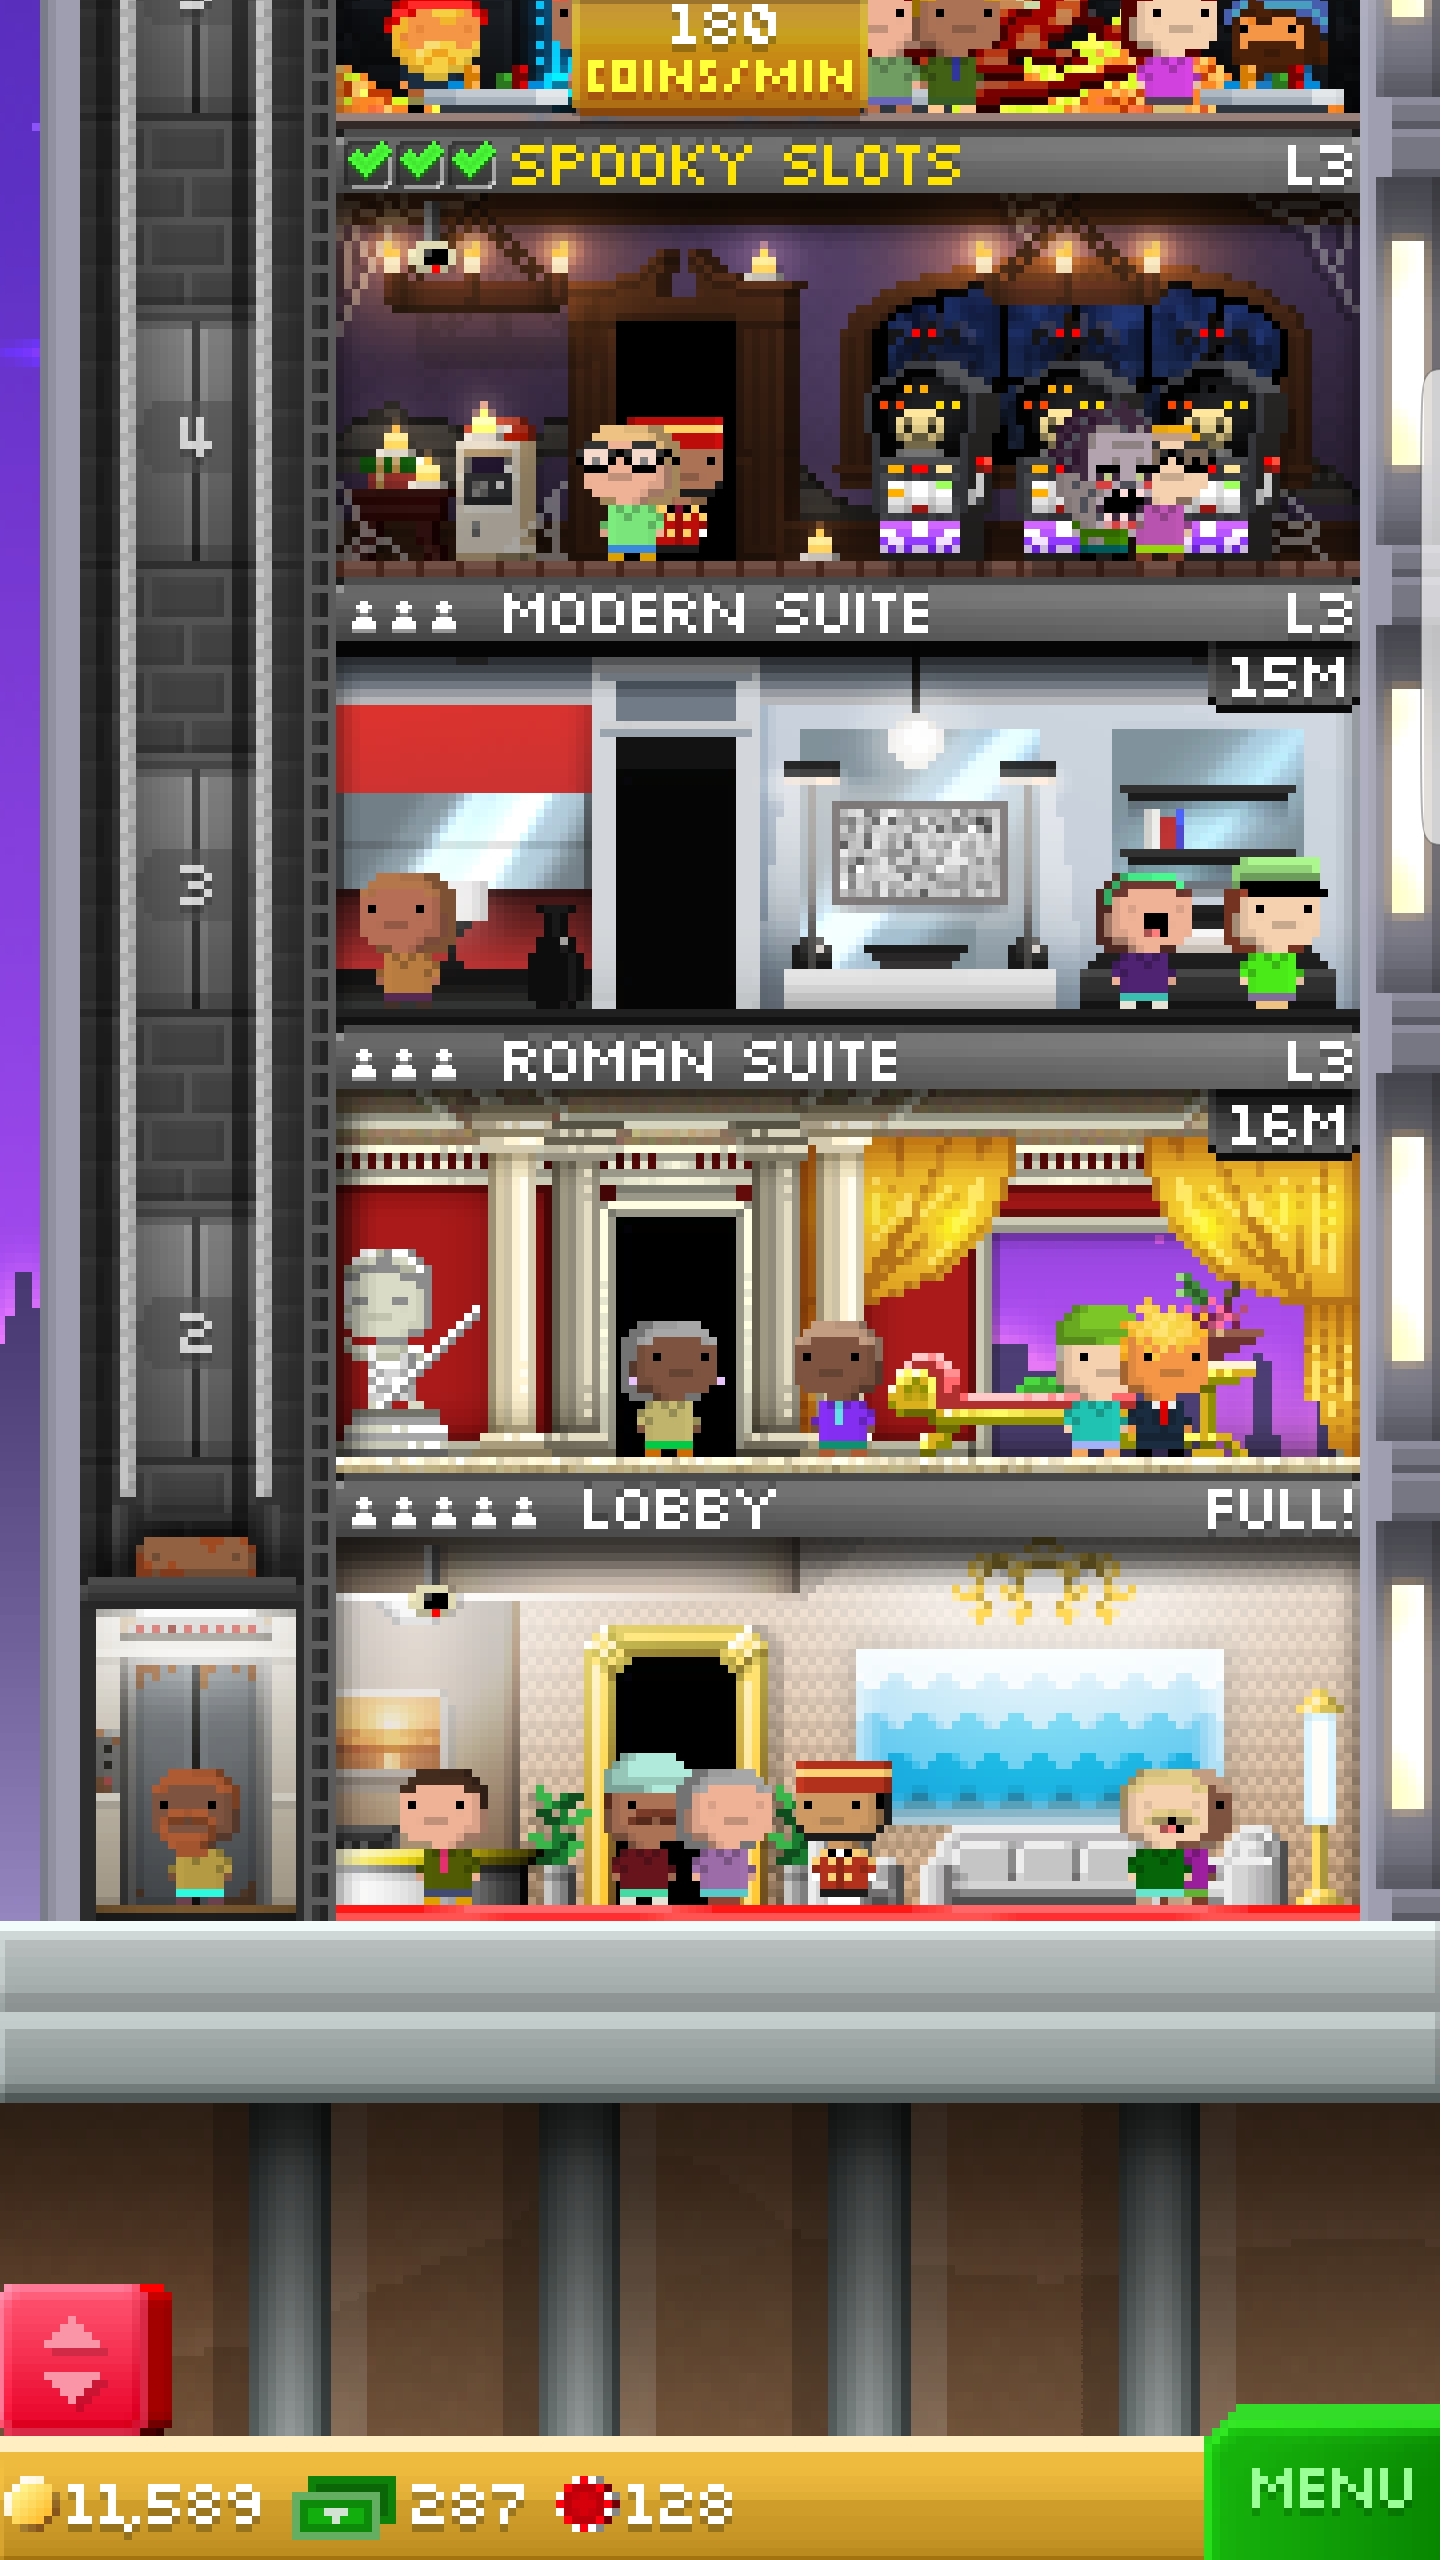 180
COINS/MIN
SPOOKY SLOTS L3
4
MODERN SUITE L3
15M
3
ROMAN SUITE L3
16M
2
LOBBY FULL!
MENU
11,589 287 128